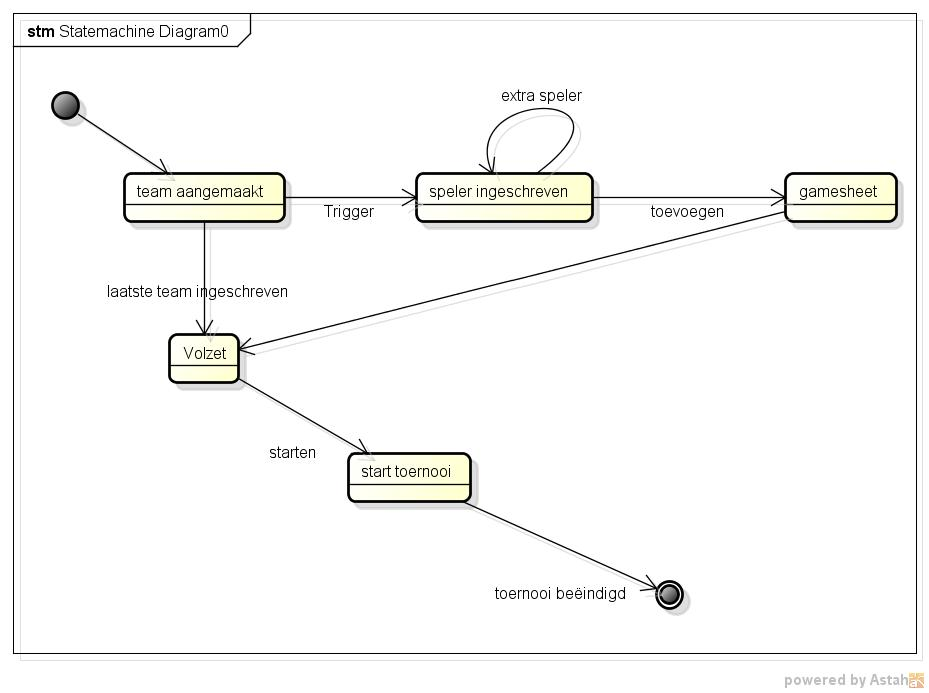 stm Statemachine Diagram0
extra speler
team aangemaakt
speler ingeschreven
gamesheet
Trigger
toevoegen
laatste team ingeschreven
Volzet
starten
start toernooi
toernooi beëindigd
powered by Astah